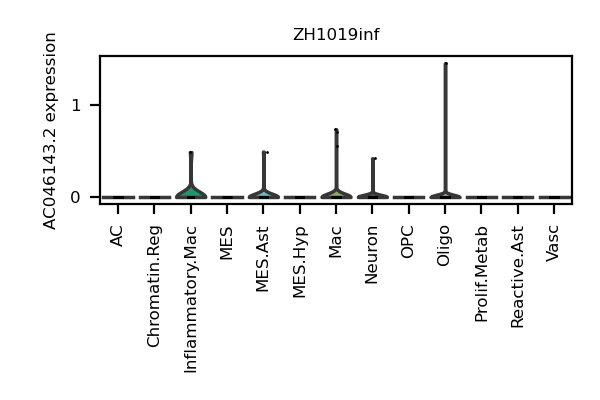 ZH1019inf
AC046143.2 expression
1
0
AC
Chromatin.Reg
Inflammatory.Mac
MES
MES.Ast
MES.Hyp
Mac
Neuron
OPC
Oligo
Prolif.Metab
Reactive.Ast
Vasc